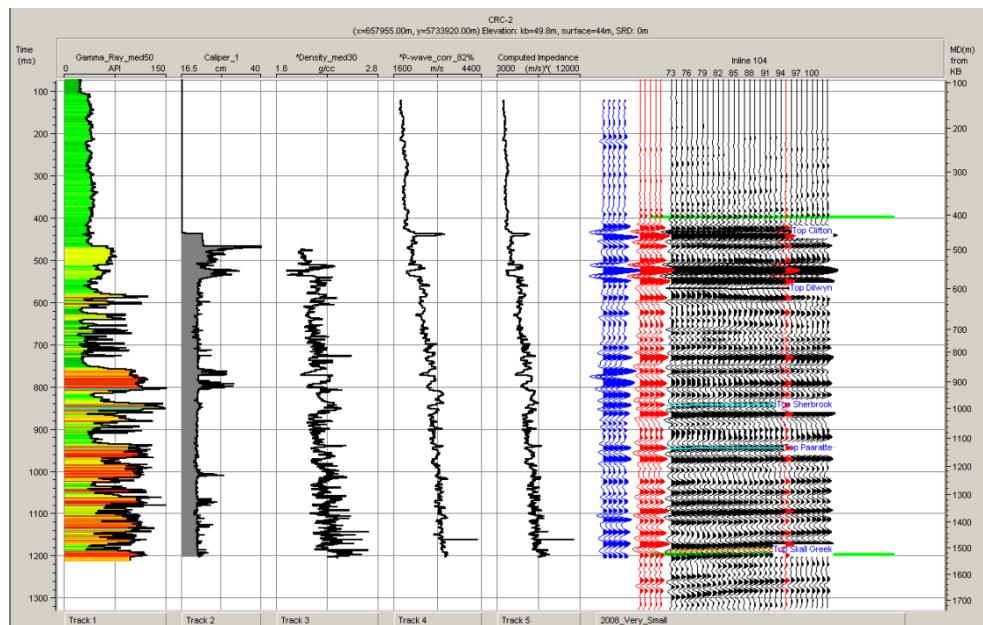 CRC-2
(x=657955.00m, y=5733920.00m) Elevation: kb=49.8m, surface=44m, SRD: 0m
Time
(ms)
Gamma_Ray_med50
0 API 150
Caliper_1
16.5 cm 40
*Density_med30
1.8 g/cc 2.8
*P-wave_corr_82%
1600 m/s 4400
Computed Impedance
3000 (m/s)*( 12000
Inline 104
73 76 79 82 85 88 91 94 97 100
MD(m)
from
KB
100
200
300
400
500
600
700
800
900
1000
1100
1200
1300
100
200
300
400
500
600
700
800
900
1000
1100
1200
1300
1400
1500
1600
1700
Top Clifton
Top Dilwyn
Top Sherbrook
Top Paaratte
Top Skall Greek
Track 1
Track 2
Track 3
Track 4
Track 5
2008_Very_Small